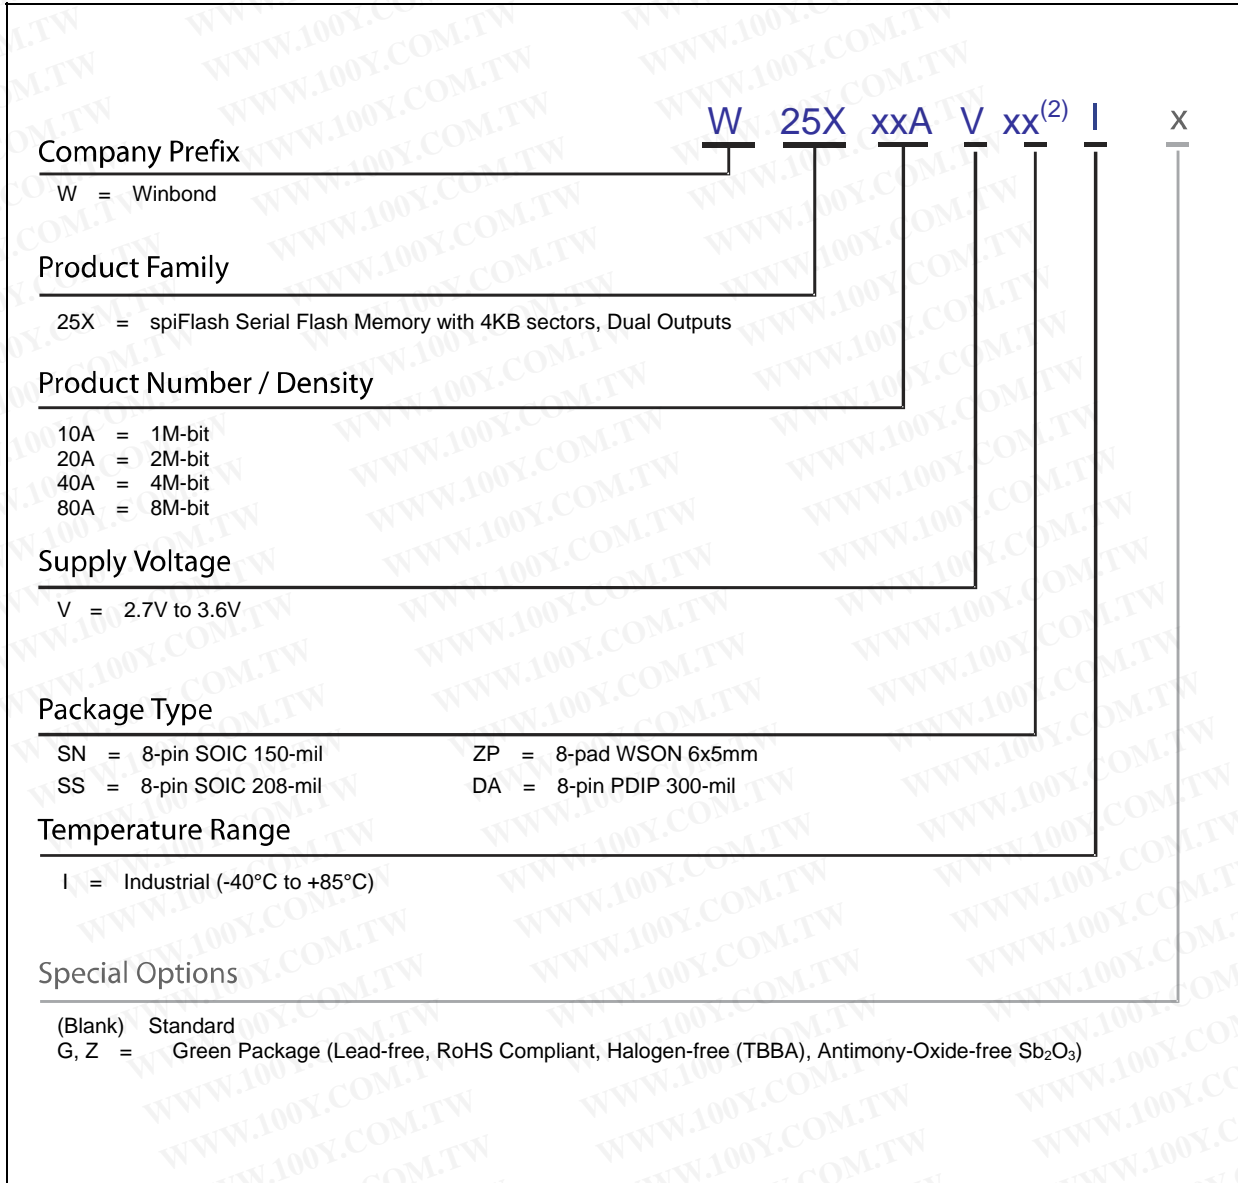 W 25X xxA V xx(2) I x
Company Prefix
W = Winbond
Product Family
25X = spiFlash Serial Flash Memory with 4KB sectors, Dual Outputs
Product Number / Density
10A = 1M-bit
20A = 2M-bit
40A = 4M-bit
80A = 8M-bit
Supply Voltage
V = 2.7V to 3.6V
Package Type
SN = 8-pin SOIC 150-mil ZP = 8-pad WSON 6x5mm
SS = 8-pin SOIC 208-mil DA = 8-pin PDIP 300-mil
Temperature Range
I = Industrial (-40°C to +85°C)
Special Options
(Blank) Standard
G, Z = Green Package (Lead-free, RoHS Compliant, Halogen-free (TBBA), Antimony-Oxide-free Sb₂O₃)
WWW.100Y.COM.TW